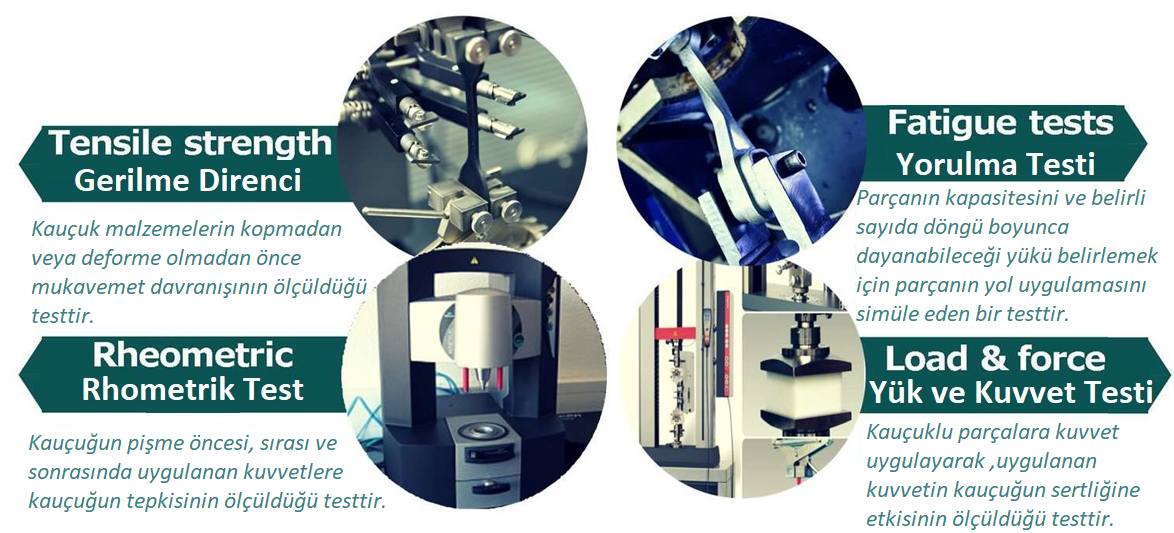 Tensile strength
Gerilme Direnci
Kauçuk malzemelerin kopmadan
veya deforme olmadan önce
mukavemet davranışının ölçüldüğü
testtir.
Fatigue tests
Yorulma Testi
Parçanın kapasitesini ve belirli
sayıda döngü boyunca
dayanabileceği yükü belirlemek
için parçanın yol uygulamasını
simüle eden bir testtir.
Rheometric
Rhometrik Test
Kauçuğun pişme öncesi, sırası ve
sonrasında uygulanan kuvvetlere
kauçuğun tepkisinin ölçüldüğü testtir.
Load & force
Yük ve Kuvvet Testi
Kauçuklu parçalara kuvvet
uygulayarak ,uygulanan
kuvvetin kauçuğun sertliğine
etkisinin ölçüldüğü testtir.